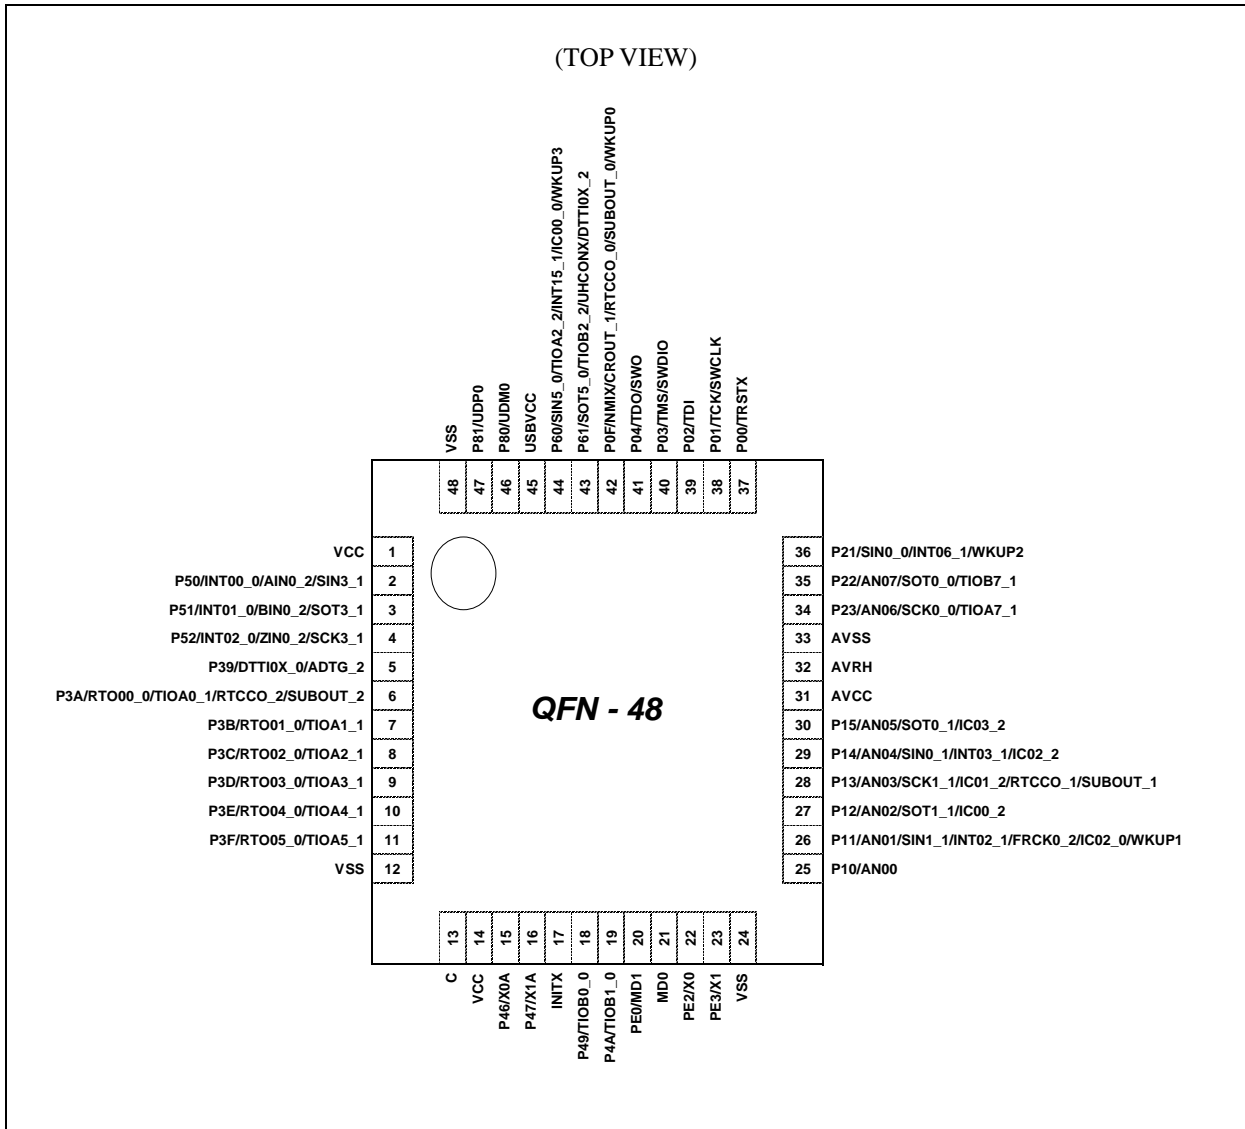 (TOP VIEW)
VSS
P81/UDP0
P80/UDM0
USBVCC
P60/SIN5_0/TIOA2_2/INT15_1/IC00_0/WKUP3
P61/SOT5_0/TIOB2_2/UHCONX/DTTI0X_2
P0F/NMIX/CROUT_1/RTCCO_0/SUBOUT_0/WKUP0
P04/TDO/SWO
P03/TMS/SWDIO
P02/TDI
P01/TCK/SWCLK
P00/TRSTX
48 47 46 45 44 43 42 41 40 39 38 37
VCC 1
P50/INT00_0/AIN0_2/SIN3_1 2
P51/INT01_0/BIN0_2/SOT3_1 3
P52/INT02_0/ZIN0_2/SCK3_1 4
P39/DTTI0X_0/ADTG_2 5
P3A/RTO00_0/TIOA0_1/RTCCO_2/SUBOUT_2 6
P3B/RTO01_0/TIOA1_1 7
P3C/RTO02_0/TIOA2_1 8
P3D/RTO03_0/TIOA3_1 9
P3E/RTO04_0/TIOA4_1 10
P3F/RTO05_0/TIOA5_1 11
VSS 12
QFN - 48
36 P21/SIN0_0/INT06_1/WKUP2
35 P22/AN07/SOT0_0/TIOB7_1
34 P23/AN06/SCK0_0/TIOA7_1
33 AVSS
32 AVRH
31 AVCC
30 P15/AN05/SOT0_1/IC03_2
29 P14/AN04/SIN0_1/INT03_1/IC02_2
28 P13/AN03/SCK1_1/IC01_2/RTCCO_1/SUBOUT_1
27 P12/AN02/SOT1_1/IC00_2
26 P11/AN01/SIN1_1/INT02_1/FRCK0_2/IC02_0/WKUP1
25 P10/AN00
13 14 15 16 17 18 19 20 21 22 23 24
C
VCC
P46/X0A
P47/X1A
INITX
P49/TIOB0_0
P4A/TIOB1_0
PE0/MD1
MD0
PE2/X0
PE3/X1
VSS